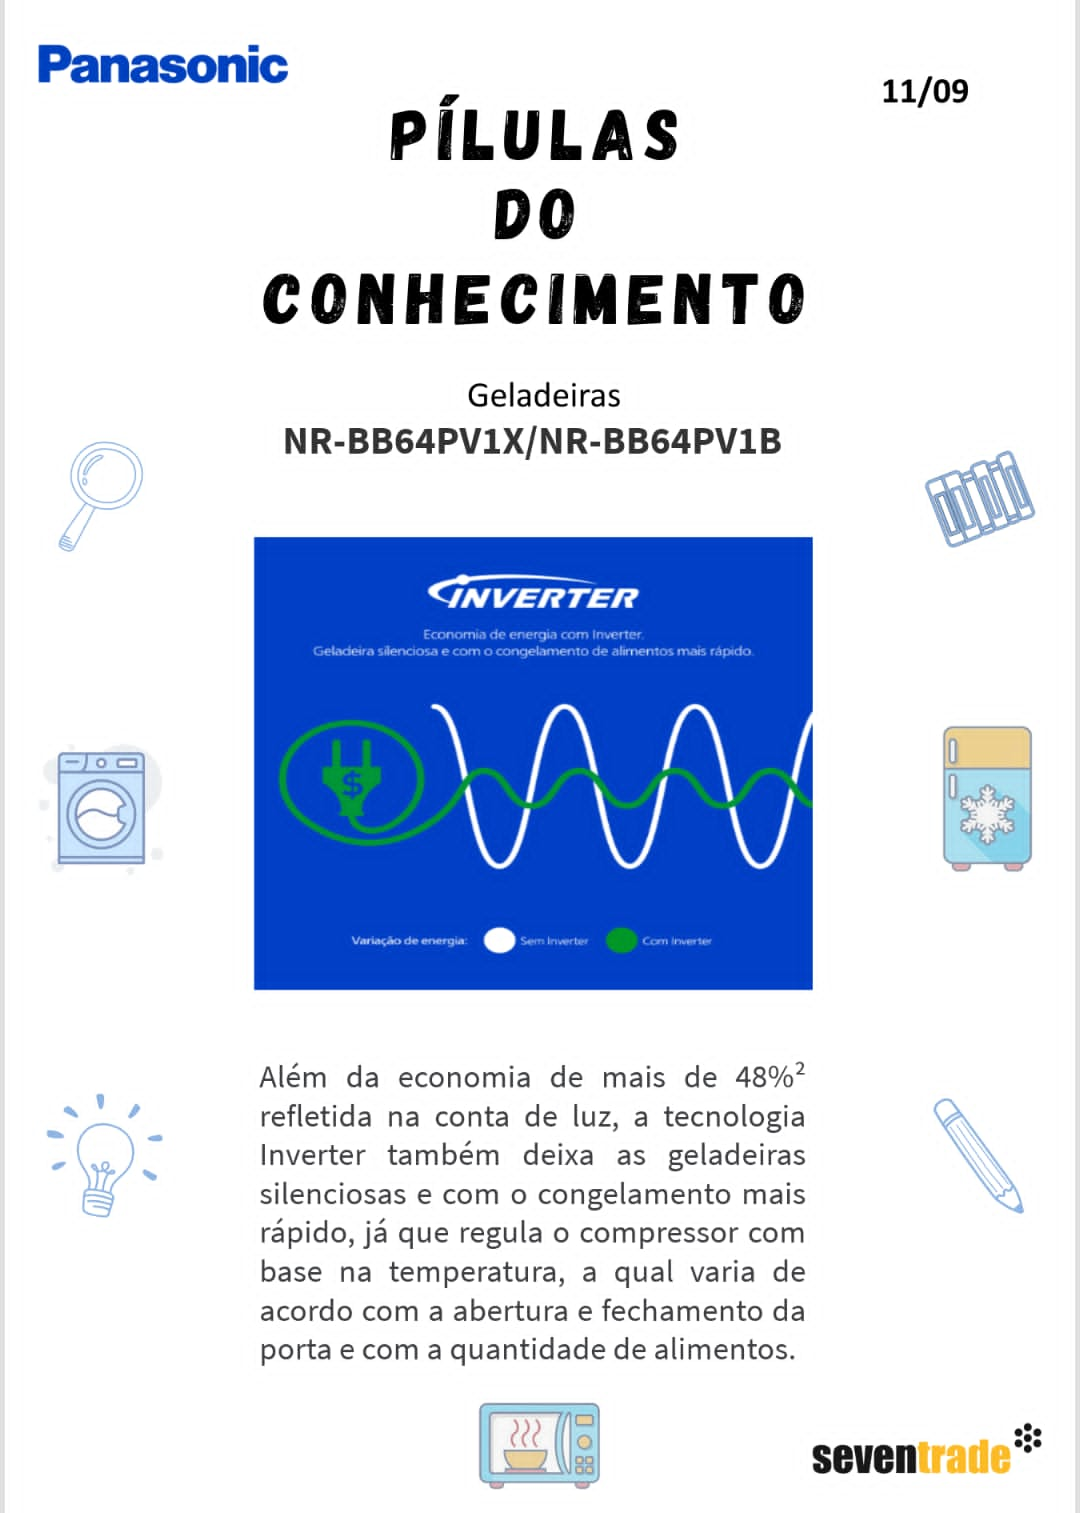 Panasonic
11/09
PÍLULAS
DO
CONHECIMENTO
Geladeiras
NR-BB64PV1X/NR-BB64PV1B
INVERTER
Economia de energia com Inverter.
Geladeira silenciosa e com o congelamento de alimentos mais rápido.
$
Variação de energia: Sem Inverter Com Inverter
Além da economia de mais de 48%²
refletida na conta de luz, a tecnologia
Inverter também deixa as geladeiras
silenciosas e com o congelamento mais
rápido, já que regula o compressor com
base na temperatura, a qual varia de
acordo com a abertura e fechamento da
porta e com a quantidade de alimentos.
seventrade